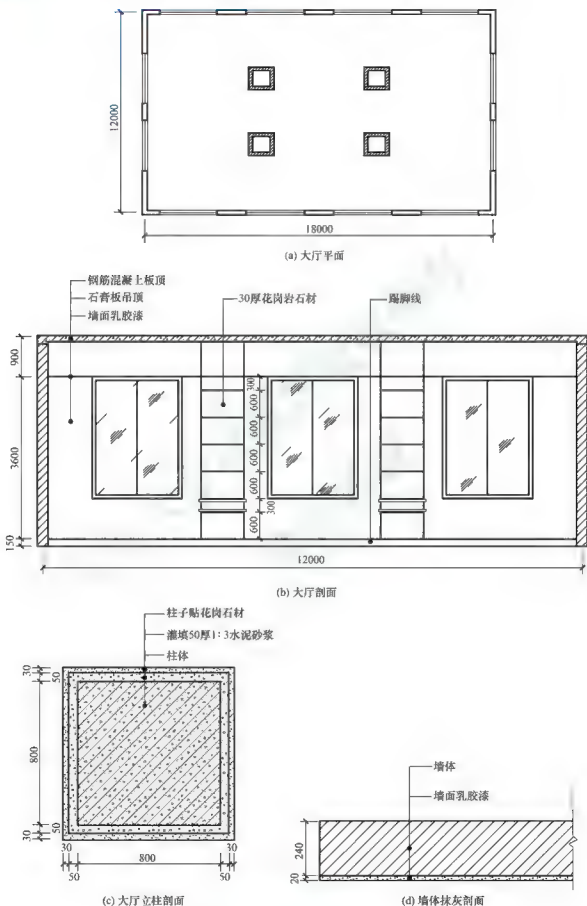 12000
18000
(a) 大厅平面
钢筋混凝土板顶
石膏板吊顶
墙面乳胶漆
30厚花岗岩石材
踢脚线
900
3600
150
300
600
600
600
600
300
600
12000
(b) 大厅剖面
柱子贴花岗石材
灌填50厚1:3水泥砂浆
柱体
30
50
800
50
30
30
800
30
50
50
(c) 大厅立柱剖面
墙体
墙面乳胶漆
240
20
(d) 墙体抹灰剖面